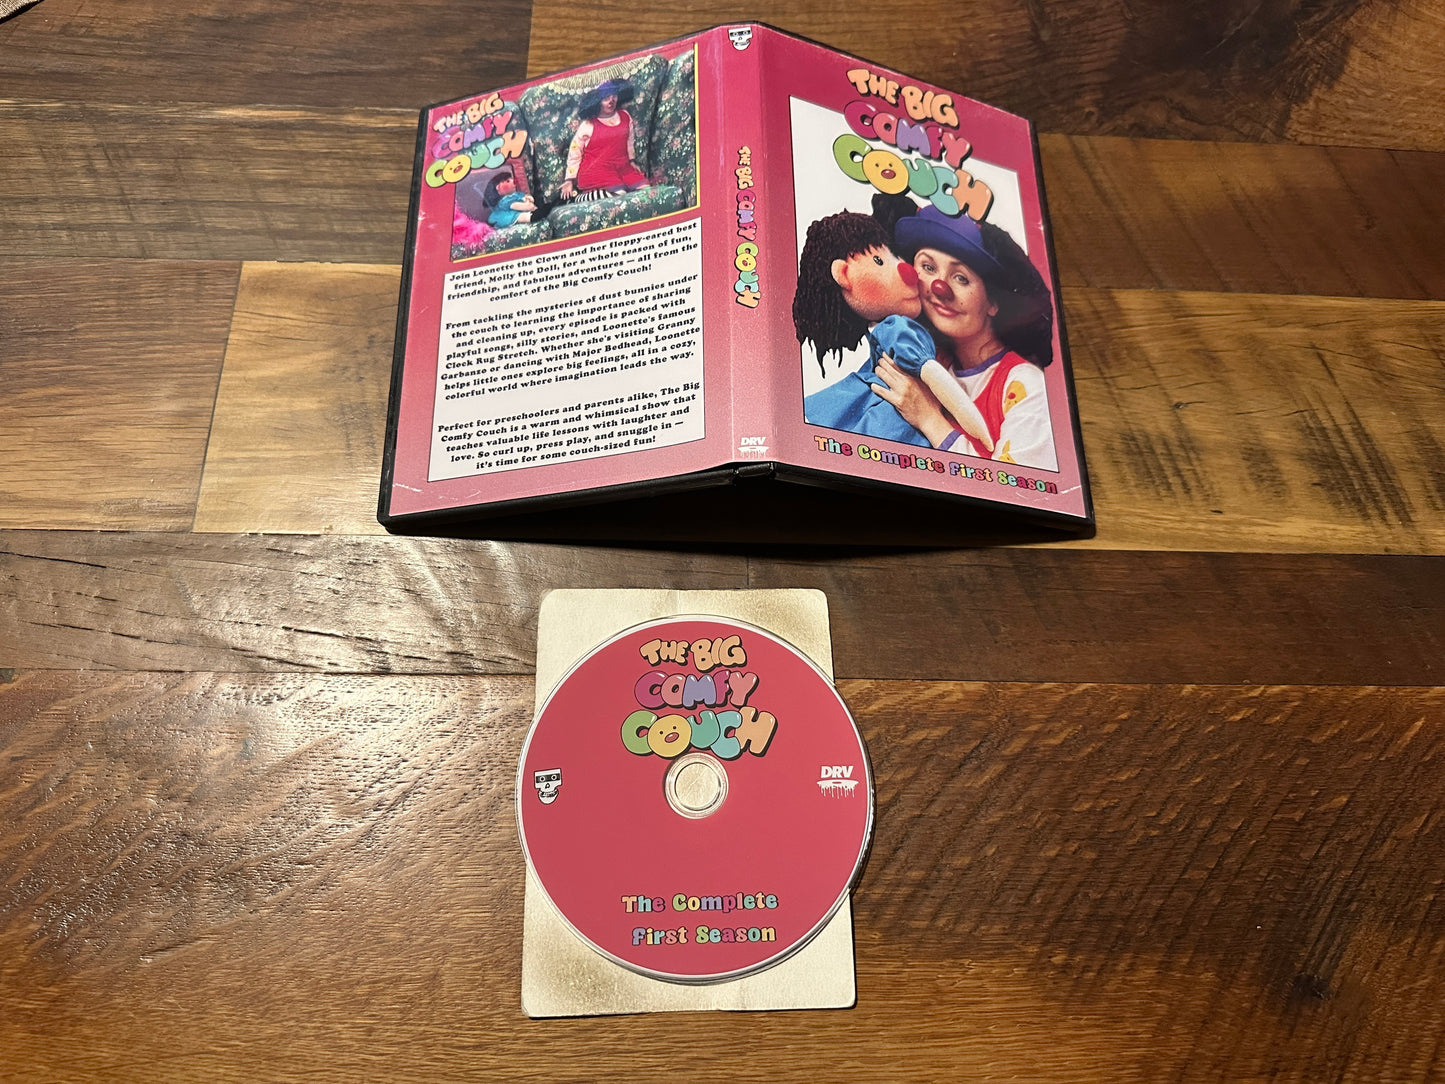 THE BIG
COMFY
COUCH
Join Loonette the Clown and her floppy-eared best
friend, Molly the Doll, for a whole season of fun,
friendship, and fabulous adventures — all from the
comfort of the Big Comfy Couch!
From tackling the mysteries of dust bunnies under
the couch to learning the importance of sharing
and cleaning up, every episode is packed with
playful songs, silly stories, and Loonette's famous
Clock Rug Stretch. Whether she's visiting Granny
Garbanzo or dancing with Major Bedhead, Loonette
helps little ones explore big feelings, all in a cozy,
colorful world where imagination leads the way.
Perfect for preschoolers and parents alike, The Big
Comfy Couch is a warm and whimsical show that
teaches valuable life lessons with laughter and
love. So curl up, press play, and snuggle in —
it's time for some couch-sized fun!
THE BIG COMFY COUCH
DRV
THE BIG
COMFY
COUCH
The Complete First Season
THE BIG
COMFY
COUCH
DRV
The Complete
First Season